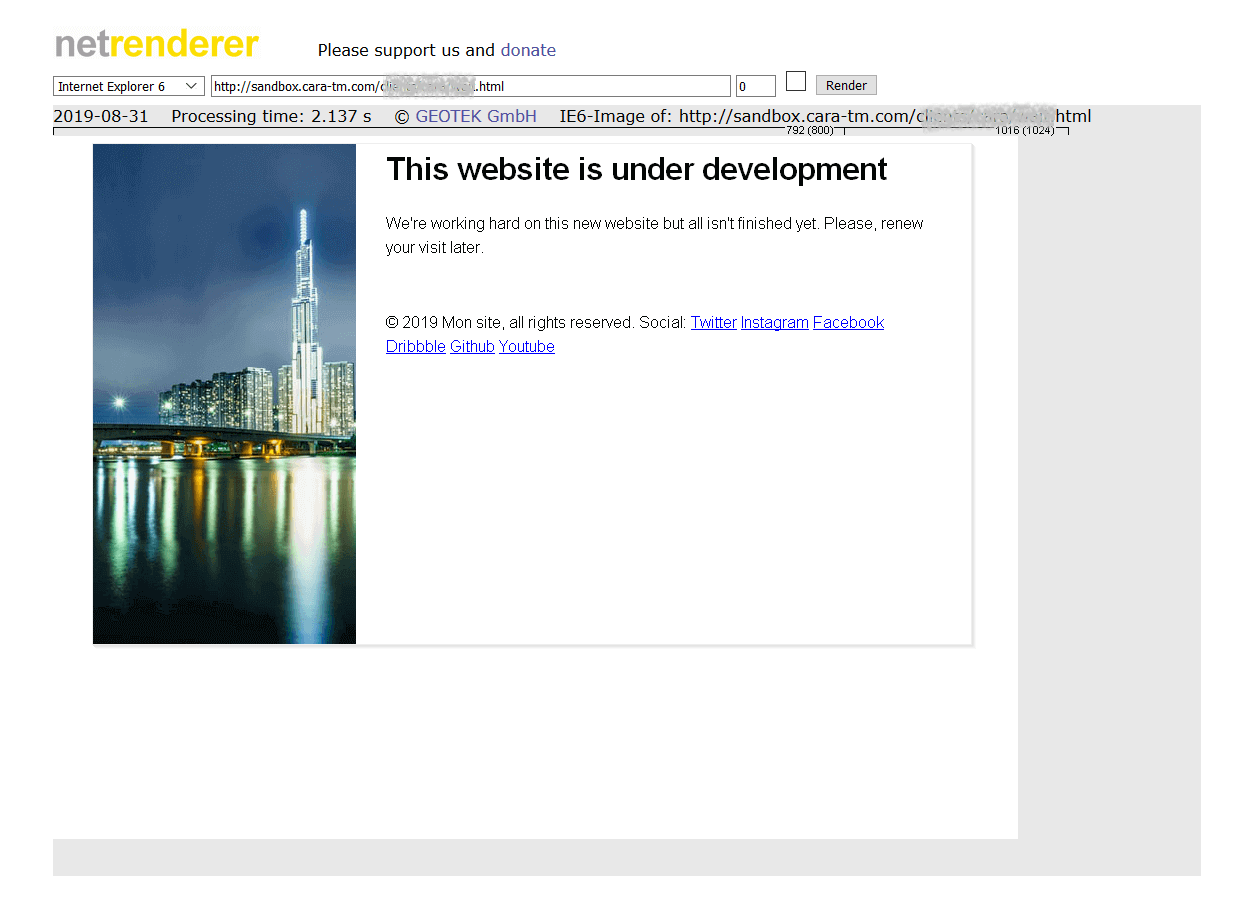 netrenderer
Please support us and donate
Internet Explorer 6 http://sandbox.cara-tm.com/ .html 0 Render
2019-08-31 Processing time: 2.137 s © GEOTEK GmbH IE6-Image of: http://sandbox.cara-tm.com/ html
792 (800) 1016 (1024)
This website is under development
We're working hard on this new website but all isn't finished yet. Please, renew
your visit later.
© 2019 Mon site, all rights reserved. Social: Twitter Instagram Facebook
Dribbble Github Youtube